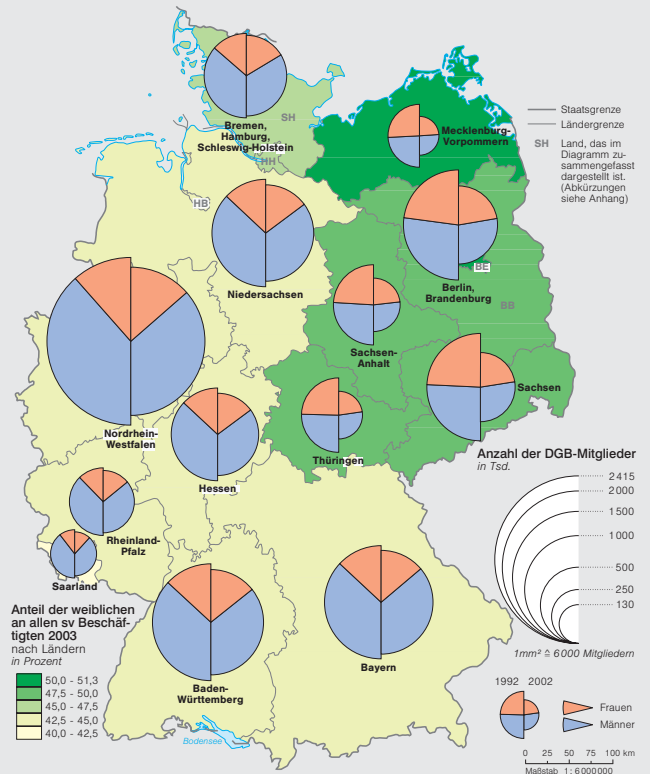 Bremen,
Hamburg,
Schleswig-Holstein
SH
HH
HB
Mecklenburg-
Vorpommern
Staatsgrenze
Ländergrenze
SH Land, das im
Diagramm zu-
sammengefasst
dargestellt ist.
(Abkürzungen
siehe Anhang)
Niedersachsen
Berlin,
Brandenburg
BE
BB
Sachsen-
Anhalt
Sachsen
Nordrhein-
Westfalen
Thüringen
Hessen
Rheinland-
Pfalz
Saarland
Baden-
Württemberg
Bayern
Bodensee
Anzahl der DGB-Mitglieder
in Tsd.
2415
2000
1500
1000
500
250
130
1mm² ≙ 6000 Mitgliedern
Anteil der weiblichen
an allen sv Beschäf-
tigten 2003
nach Ländern
in Prozent
50,0 - 51,3
47,5 - 50,0
45,0 - 47,5
42,5 - 45,0
40,0 - 42,5
1992 2002
Frauen
Männer
0 25 50 75 100 km
Maßstab 1: 6000000